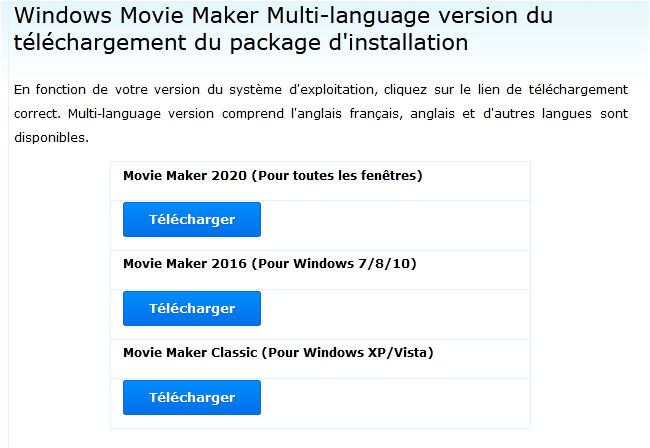 Windows Movie Maker Multi-language version du
téléchargement du package d'installation
En fonction de votre version du système d'exploitation, cliquez sur le lien de téléchargement
correct. Multi-language version comprend l'anglais français, anglais et d'autres langues sont
disponibles.
Movie Maker 2020 (Pour toutes les fenêtres)
Télécharger
Movie Maker 2016 (Pour Windows 7/8/10)
Télécharger
Movie Maker Classic (Pour Windows XP/Vista)
Télécharger